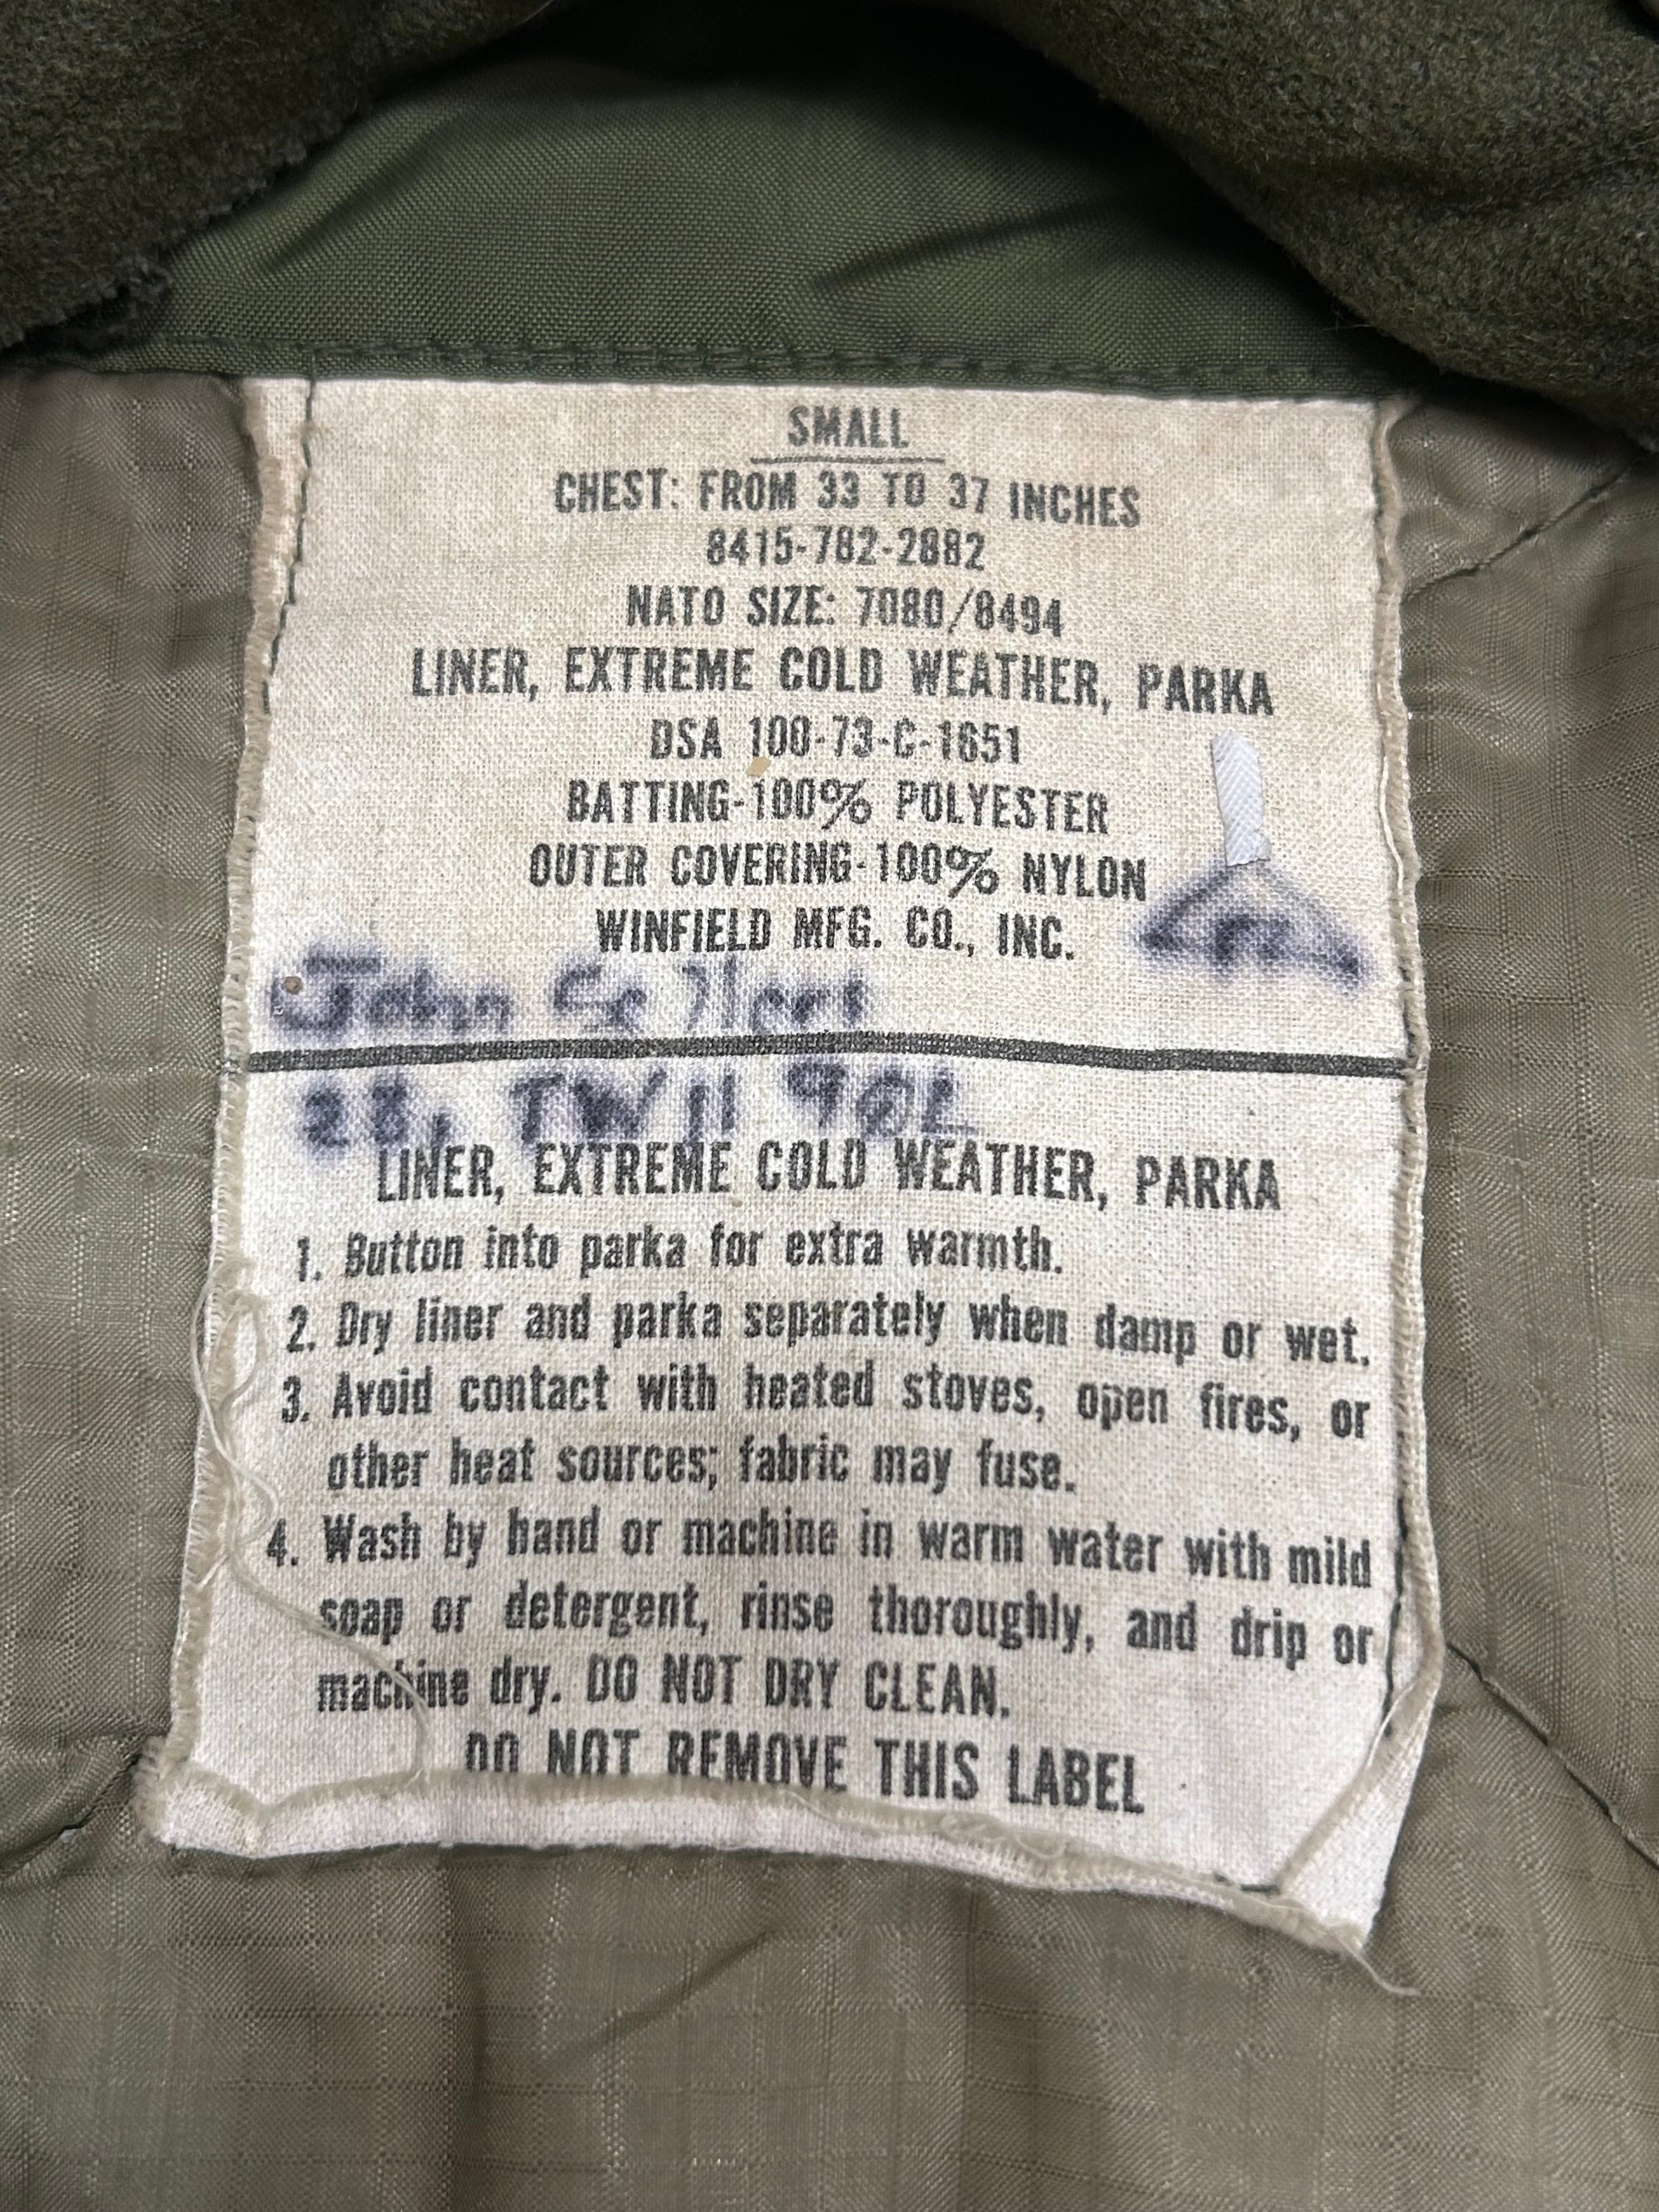 SMALL
CHEST: FROM 33 TO 37 INCHES
8415-782-2882
NATO SIZE: 7080/8494
LINER, EXTREME COLD WEATHER, PARKA
DSA 100-73-C-1651
BATTING-100% POLYESTER
OUTER COVERING-100% NYLON
WINFIELD MFG. CO., INC.
John
LINER, EXTREME COLD WEATHER, PARKA
1. Button into parka for extra warmth.
2. Dry liner and parka separately when damp or wet.
3. Avoid contact with heated stoves, open fires, or
other heat sources; fabric may fuse.
4. Wash by hand or machine in warm water with mild
soap or detergent, rinse thoroughly, and drip or
machine dry. DO NOT DRY CLEAN.
DO NOT REMOVE THIS LABEL